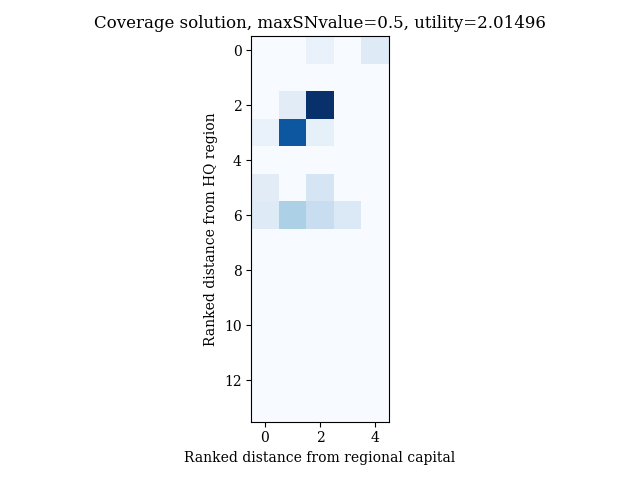 Coverage solution, maxSNvalue=0.5, utility=2.01496
Ranked distance from HQ region
0
2
4
6
8
10
12
0 2 4
Ranked distance from regional capital